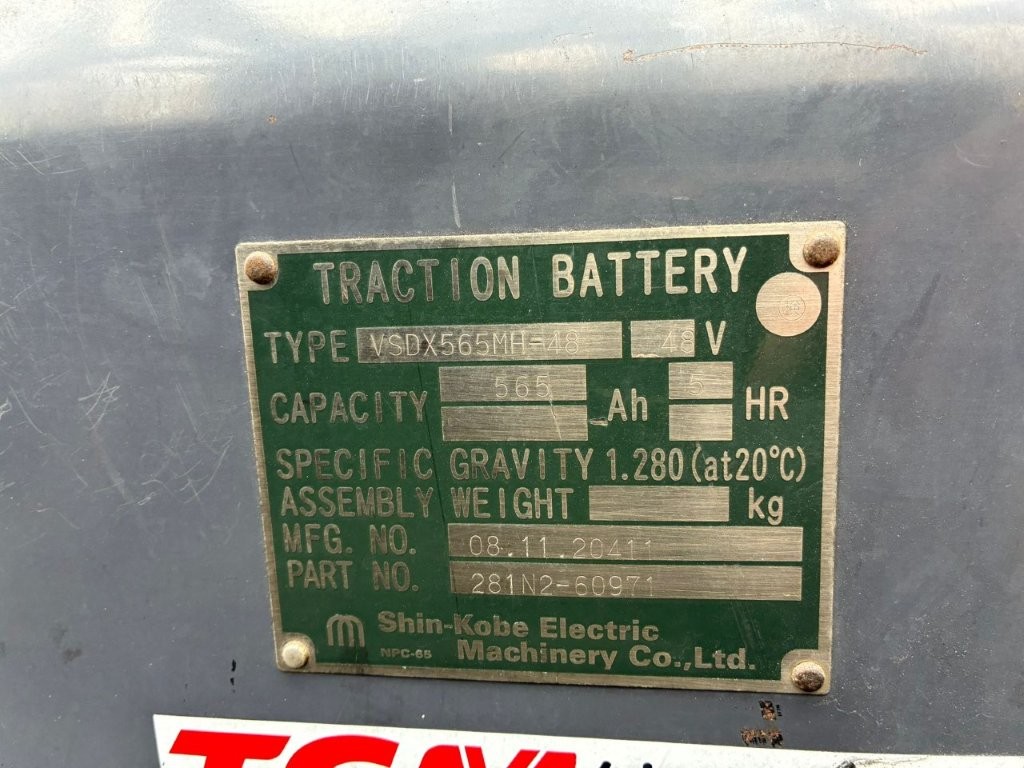 TRACTION BATTERY
TYPE VSDX565MH-48 48 V
CAPACITY 565 Ah 5 HR
SPECIFIC GRAVITY 1.280 (at20°C)
ASSEMBLY WEIGHT kg
MFG. NO. 08.11.20411
PART NO. 281N2-60971
Shin-Kobe Electric
NPC-65 Machinery Co.,Ltd.